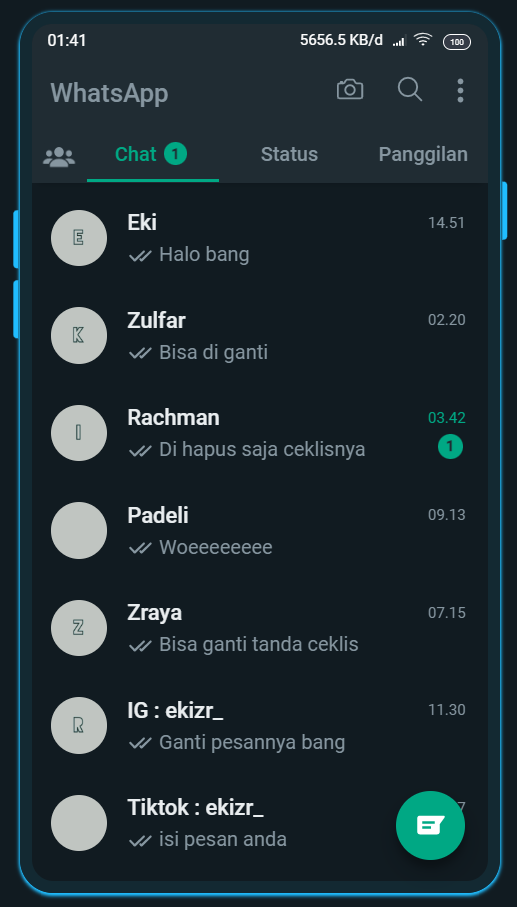 01:41 5656.5 KB/d 100
WhatsApp
Chat 1 Status Panggilan
E Eki 14.51
Halo bang
K Zulfar 02.20
Bisa di ganti
I Rachman 03.42
Di hapus saja ceklisnya 1
Padeli 09.13
Woeeeeeeee
Z Zraya 07.15
Bisa ganti tanda ceklis
R IG : ekizr_ 11.30
Ganti pesannya bang
Tiktok : ekizr_
isi pesan anda